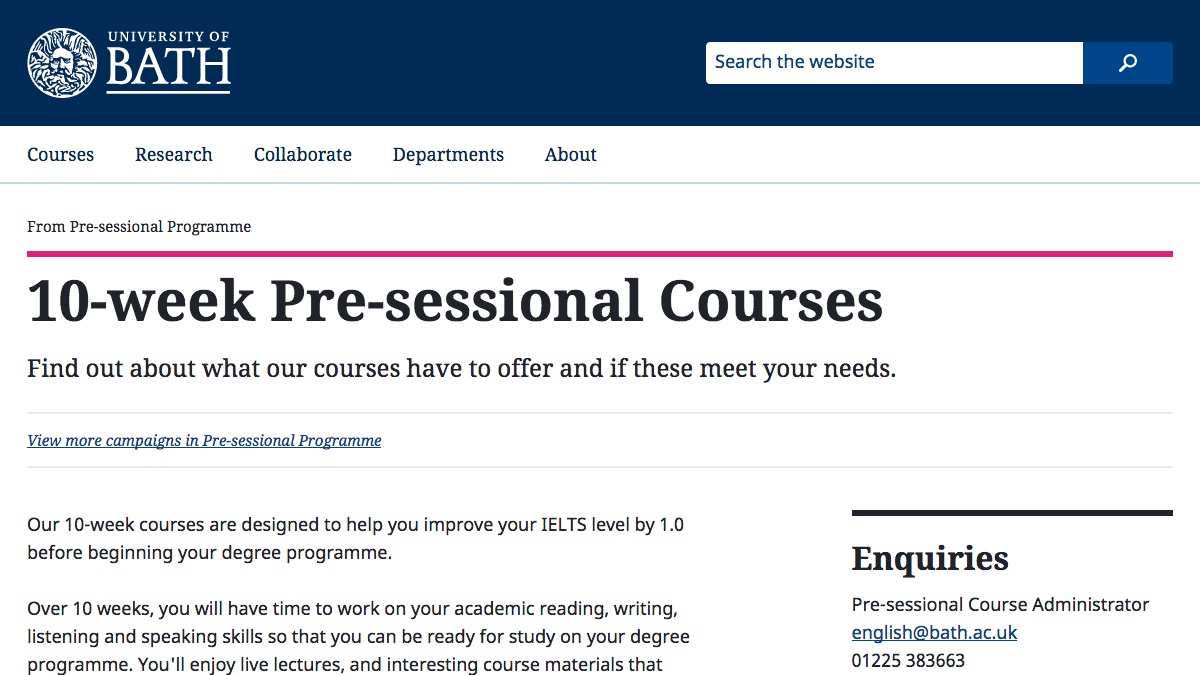 UNIVERSITY OF
BATH
Search the website
Courses Research Collaborate Departments About
From Pre-sessional Programme
10-week Pre-sessional Courses
Find out about what our courses have to offer and if these meet your needs.
View more campaigns in Pre-sessional Programme
Our 10-week courses are designed to help you improve your IELTS level by 1.0
before beginning your degree programme.
Over 10 weeks, you will have time to work on your academic reading, writing,
listening and speaking skills so that you can be ready for study on your degree
programme. You'll enjoy live lectures, and interesting course materials that
Enquiries
Pre-sessional Course Administrator
english@bath.ac.uk
01225 383663